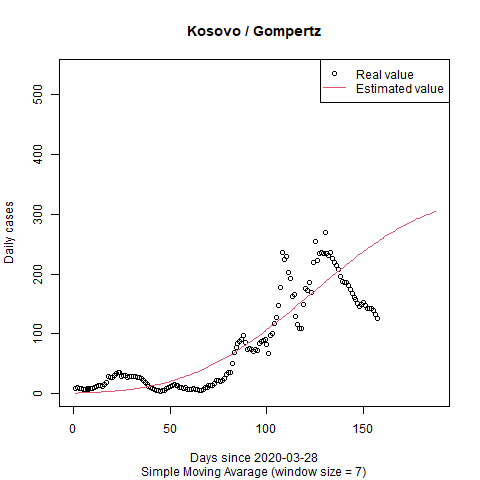 Kosovo / Gompertz
Real value
Estimated value
Daily cases
0
100
200
300
400
500
0
50
100
150
Days since 2020-03-28
Simple Moving Avarage (window size = 7)